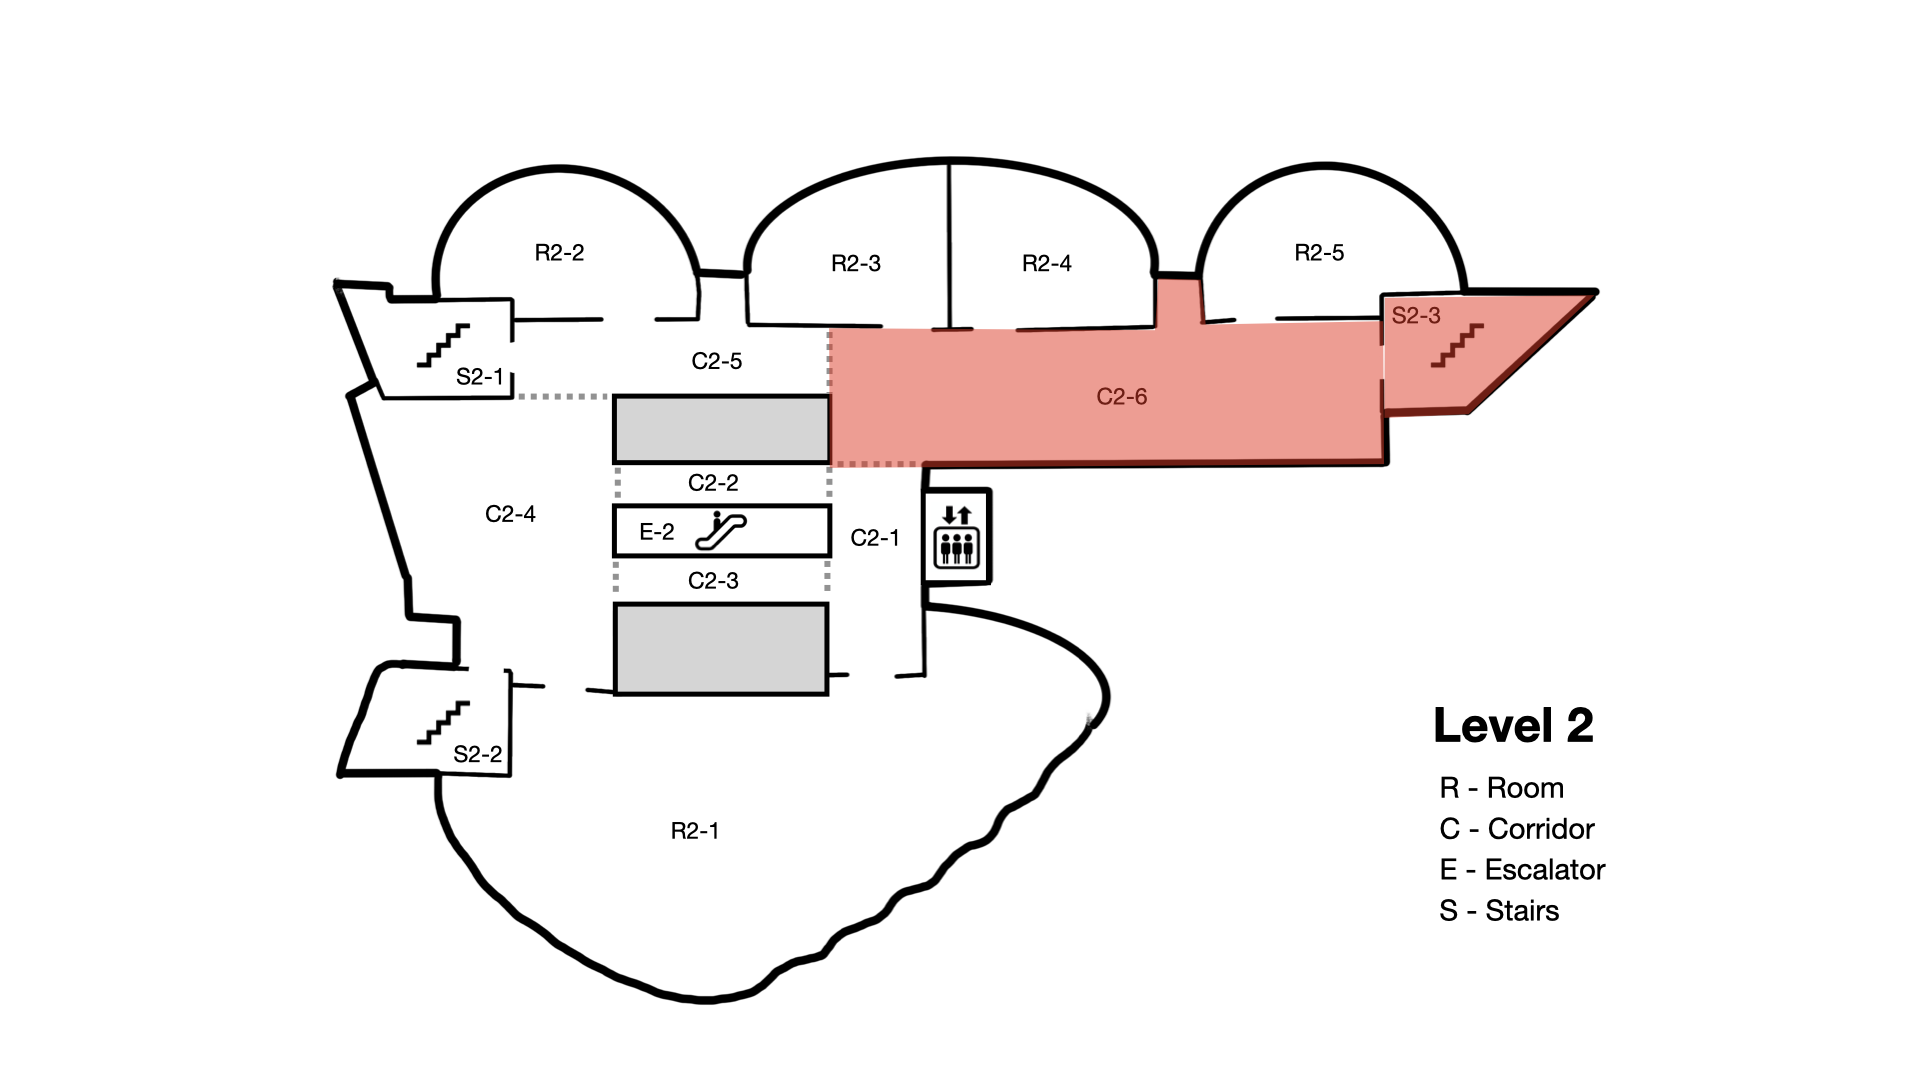 R2-2
R2-3
R2-4
R2-5
S2-3
S2-1
C2-5
C2-6
C2-2
C2-4
E-2
C2-1
C2-3
S2-2
R2-1
Level 2
R - Room
C - Corridor
E - Escalator
S - Stairs